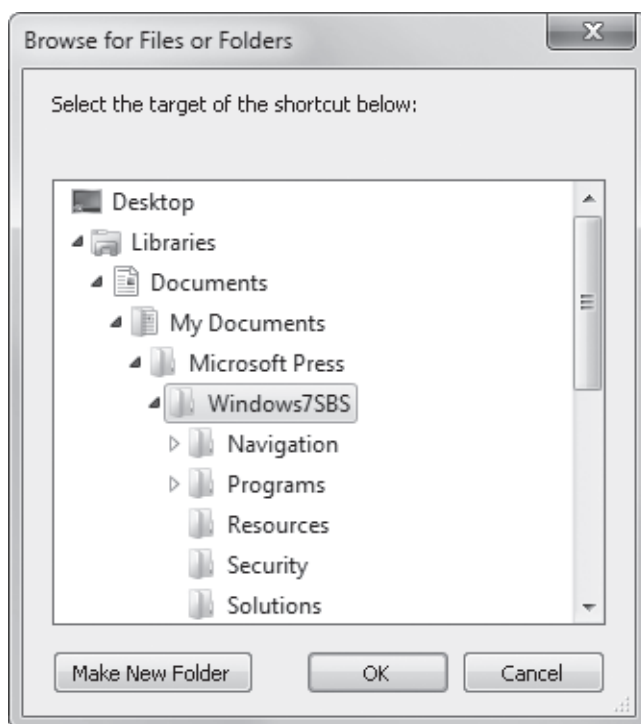 Browse for Files or Folders
Select the target of the shortcut below:
Desktop
Libraries
Documents
My Documents
Microsoft Press
Windows7SBS
Navigation
Programs
Resources
Security
Solutions
Make New Folder OK Cancel